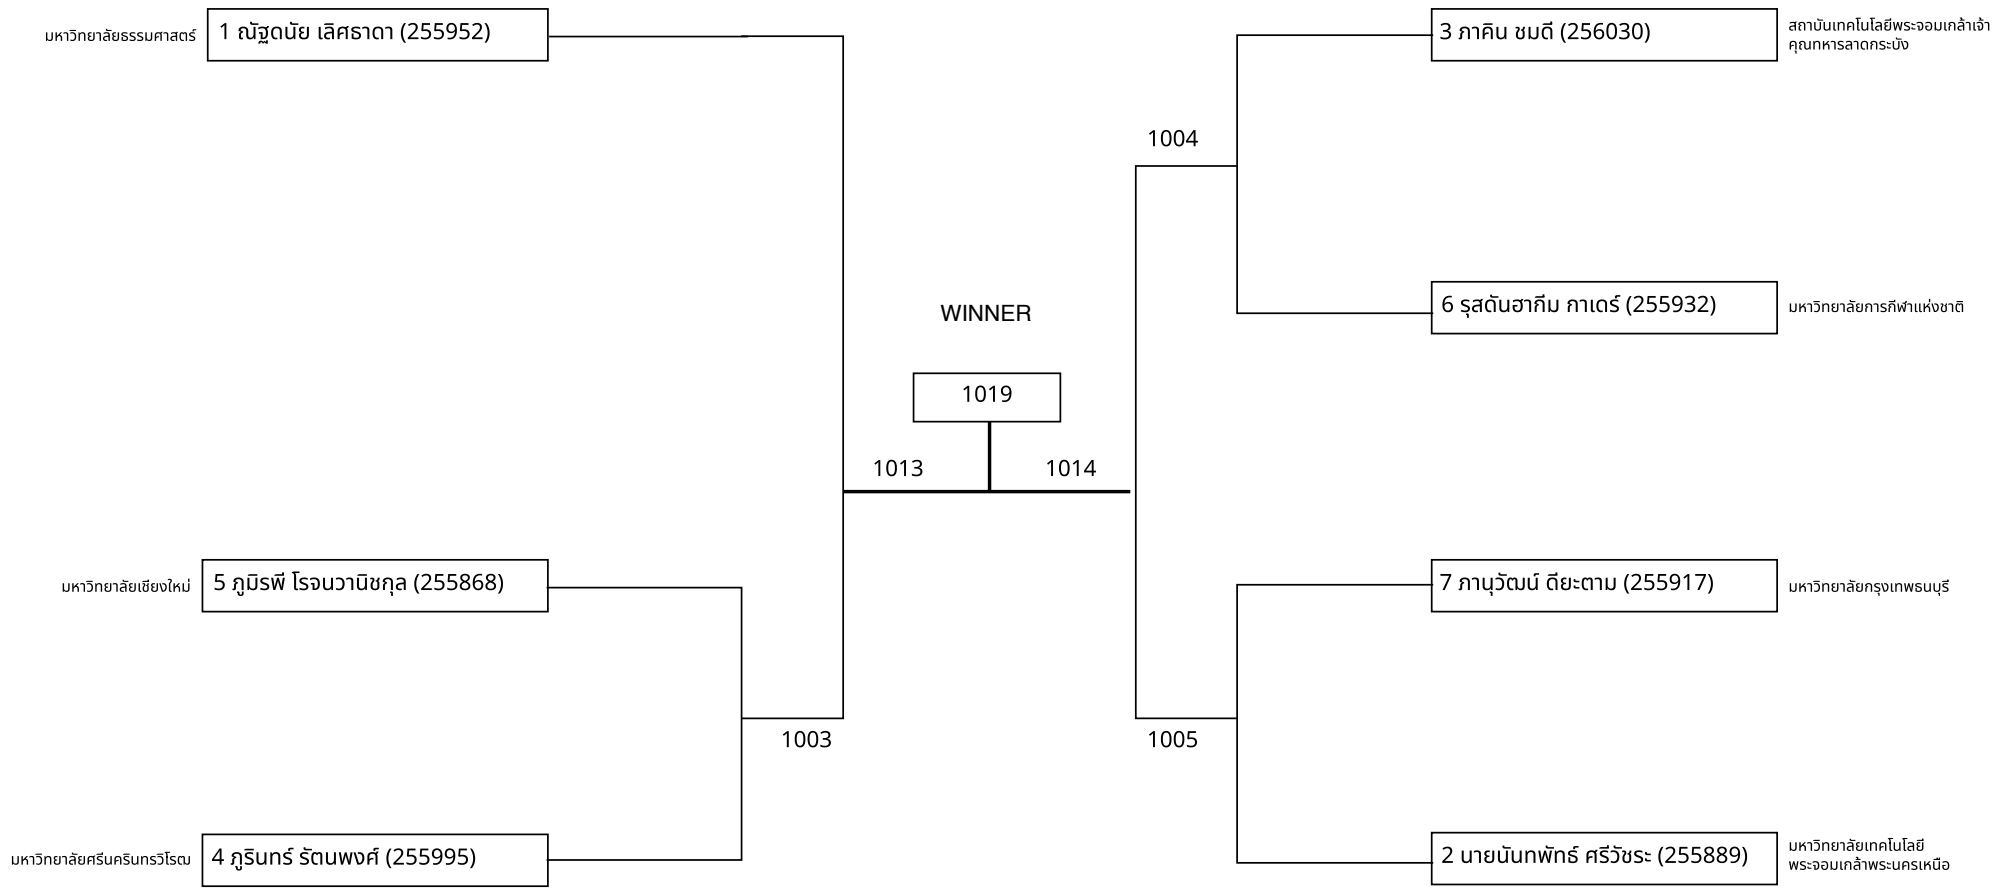 มหาวิทยาลัยธรรมศาสตร์
1 ณัฐดนัย เลิศธาดา (255952)
3 ภาคิน ชมดี (256030)
สถาบันเทคโนโลยีพระจอมเกล้าเจ้า
คุณทหารลาดกระบัง
1004
WINNER
6 รุสดันฮากีม กาเดร์ (255932)
มหาวิทยาลัยการกีฬาแห่งชาติ
1019
1013
1014
มหาวิทยาลัยเชียงใหม่
5 ภูมิรพี โรจนวานิชกุล (255868)
7 ภานุวัฒน์ ดียะตาม (255917)
มหาวิทยาลัยกรุงเทพธนบุรี
1003
1005
มหาวิทยาลัยศรีนครินทรวิโรฒ
4 ภูรินทร์ รัตนพงศ์ (255995)
2 นายนันทพัทธ์ ศรีวัชระ (255889)
มหาวิทยาลัยเทคโนโลยี
พระจอมเกล้าพระนครเหนือ